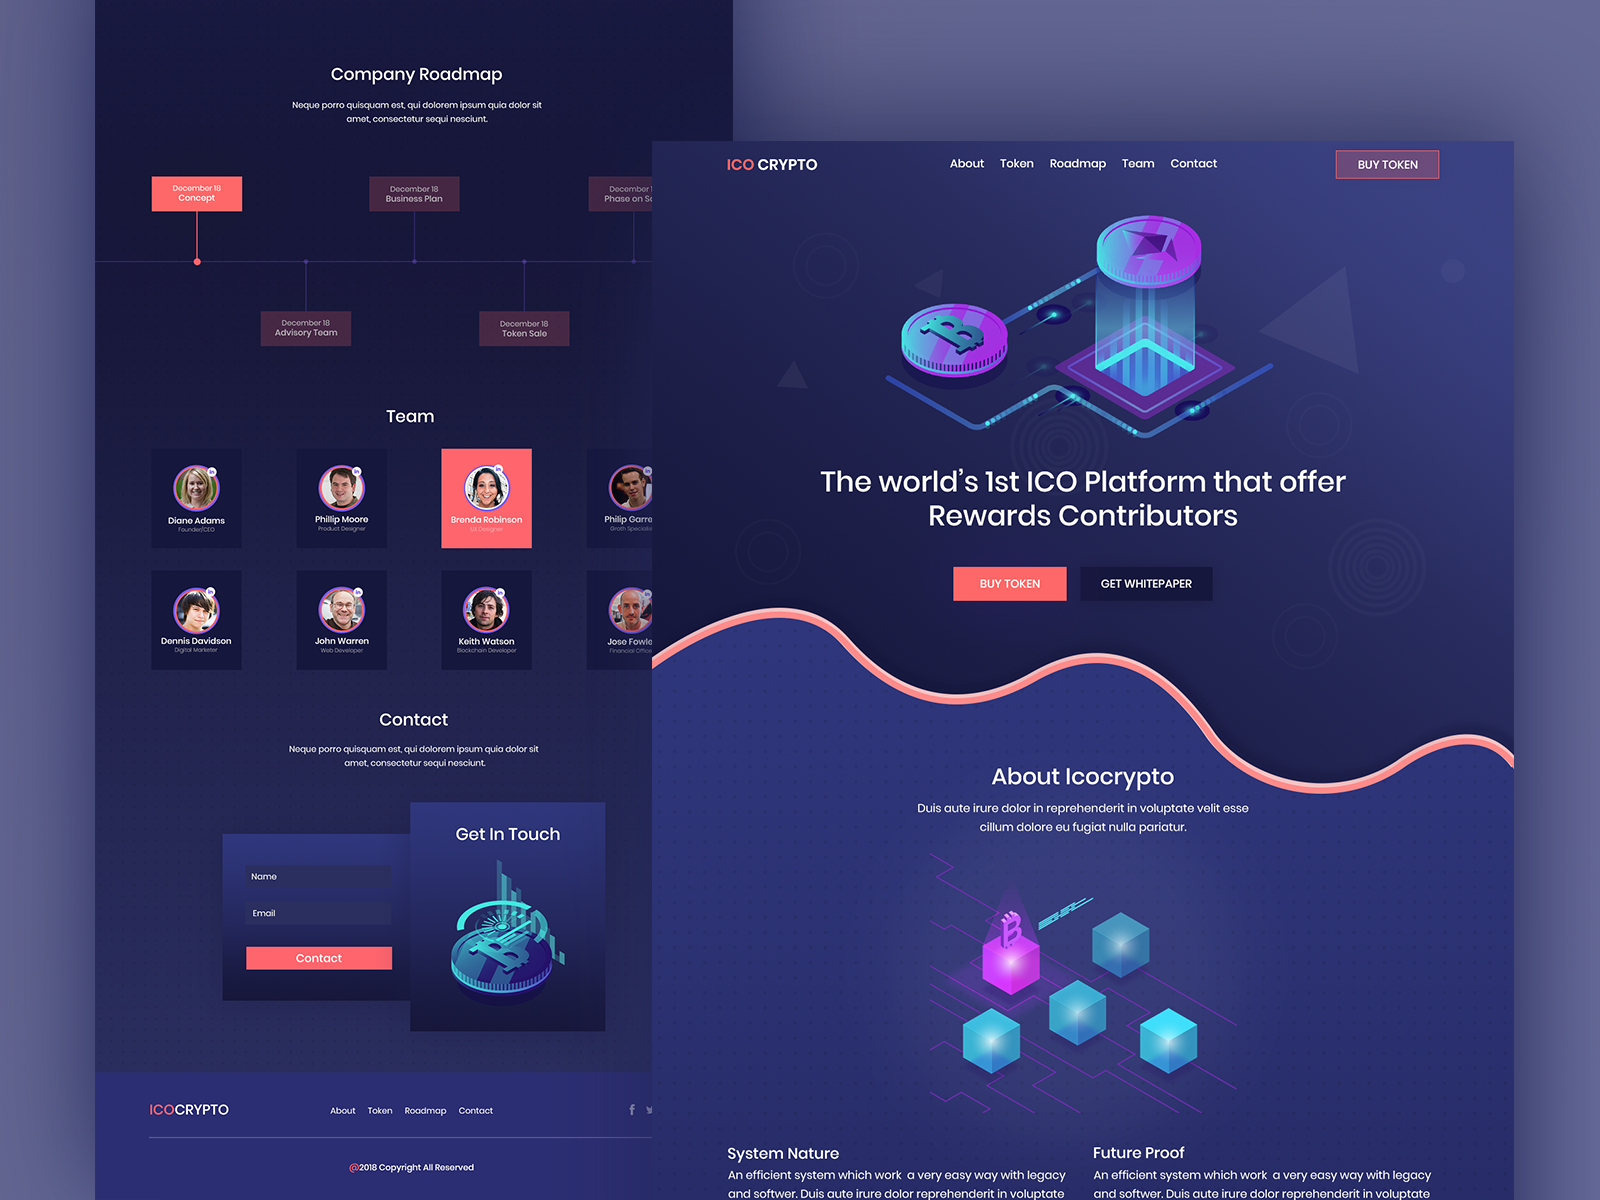 Company Roadmap
Neque porro quisquam est, qui dolorem ipsum quia dolor sit
amet, consectetur sequi nesciunt.
December 18
Concept
December 18
Business Plan
December 1
Phase on Sc
December 18
Advisory Team
December 18
Token Sale
Team
Diane Adams
Founder/CEO
Phillip Moore
Product Designer
Brenda Robinson
UX Designer
Philip Garre
Groth Specialis
Dennis Davidson
Digital Marketer
John Warren
Web Developer
Keith Watson
Blockchain Developer
Jose Fowle
Financial Office
Contact
Neque porro quisquam est, qui dolorem ipsum quia dolor sit
amet, consectetur sequi nesciunt.
Name
Email
Contact
Get In Touch
ICOCRYPTO
About Token Roadmap Contact
@2018 Copyright All Reserved
ICO CRYPTO
About Token Roadmap Team Contact
BUY TOKEN
The world's 1st ICO Platform that offer
Rewards Contributors
BUY TOKEN
GET WHITEPAPER
About Icocrypto
Duis aute irure dolor in reprehenderit in voluptate velit esse
cillum dolore eu fugiat nulla pariatur.
System Nature
An efficient system which work a very easy way with legacy
and softwer. Duis aute irure dolor reprehenderit in voluptate
Future Proof
An efficient system which work a very easy way with legacy
and softwer. Duis aute irure dolor reprehenderit in voluptate